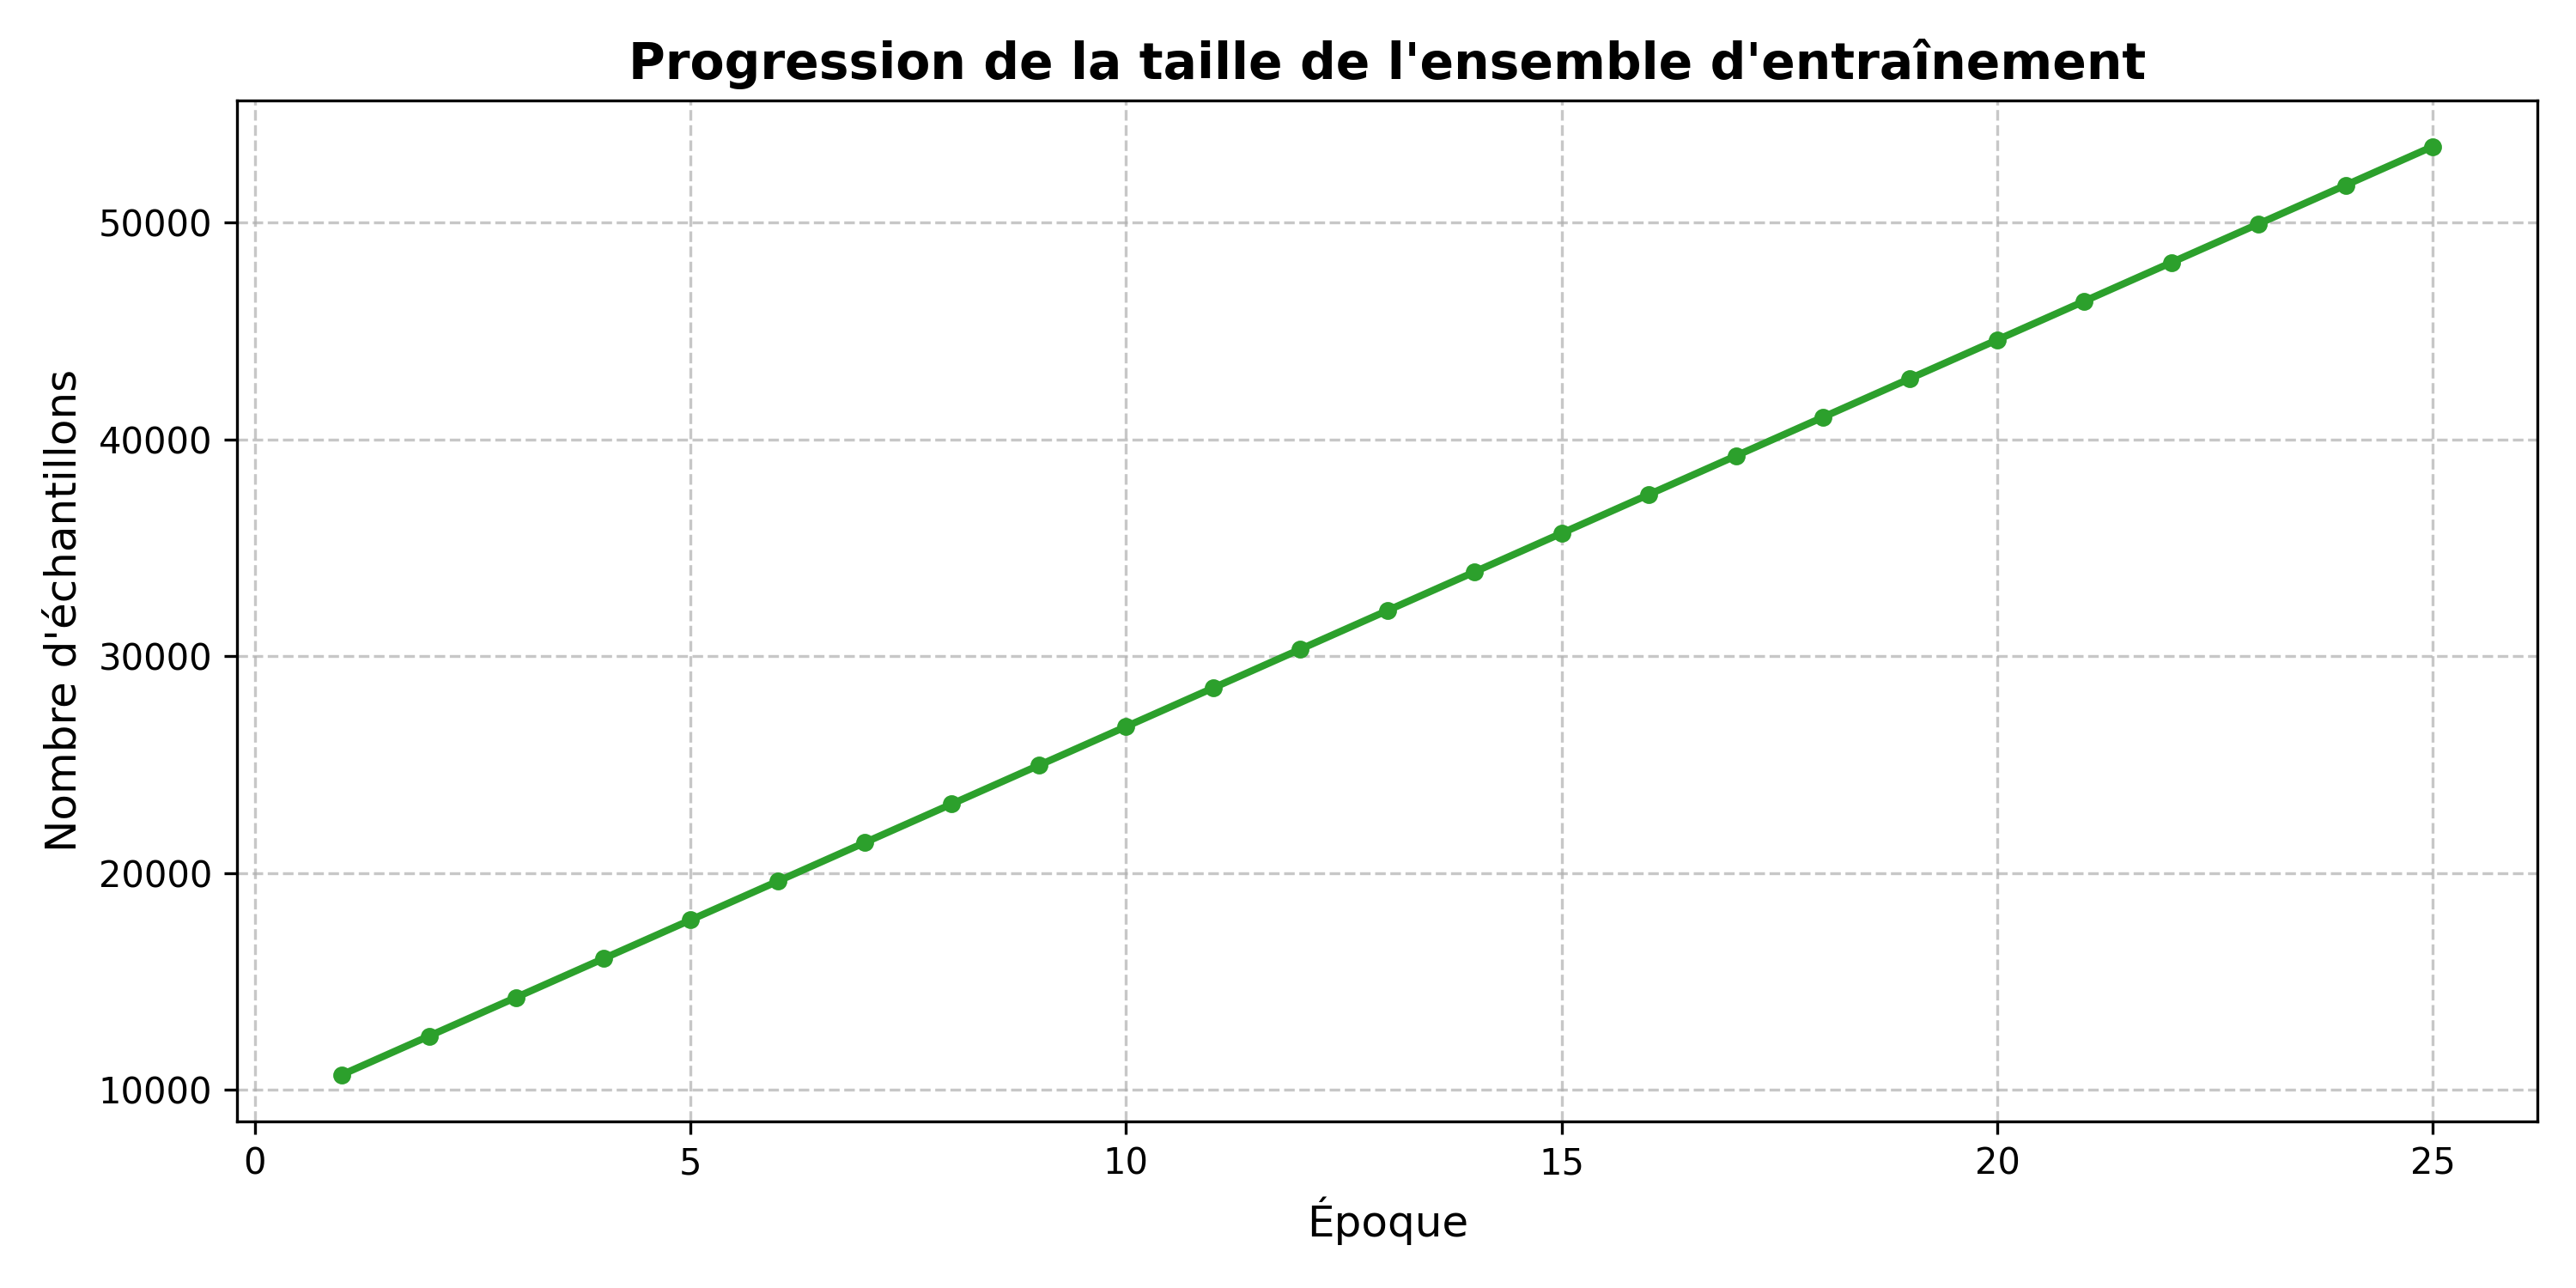 Progression de la taille de l'ensemble d'entraînement
Nombre d'échantillons
50000
40000
30000
20000
10000
0 5 10 15 20 25
Époque